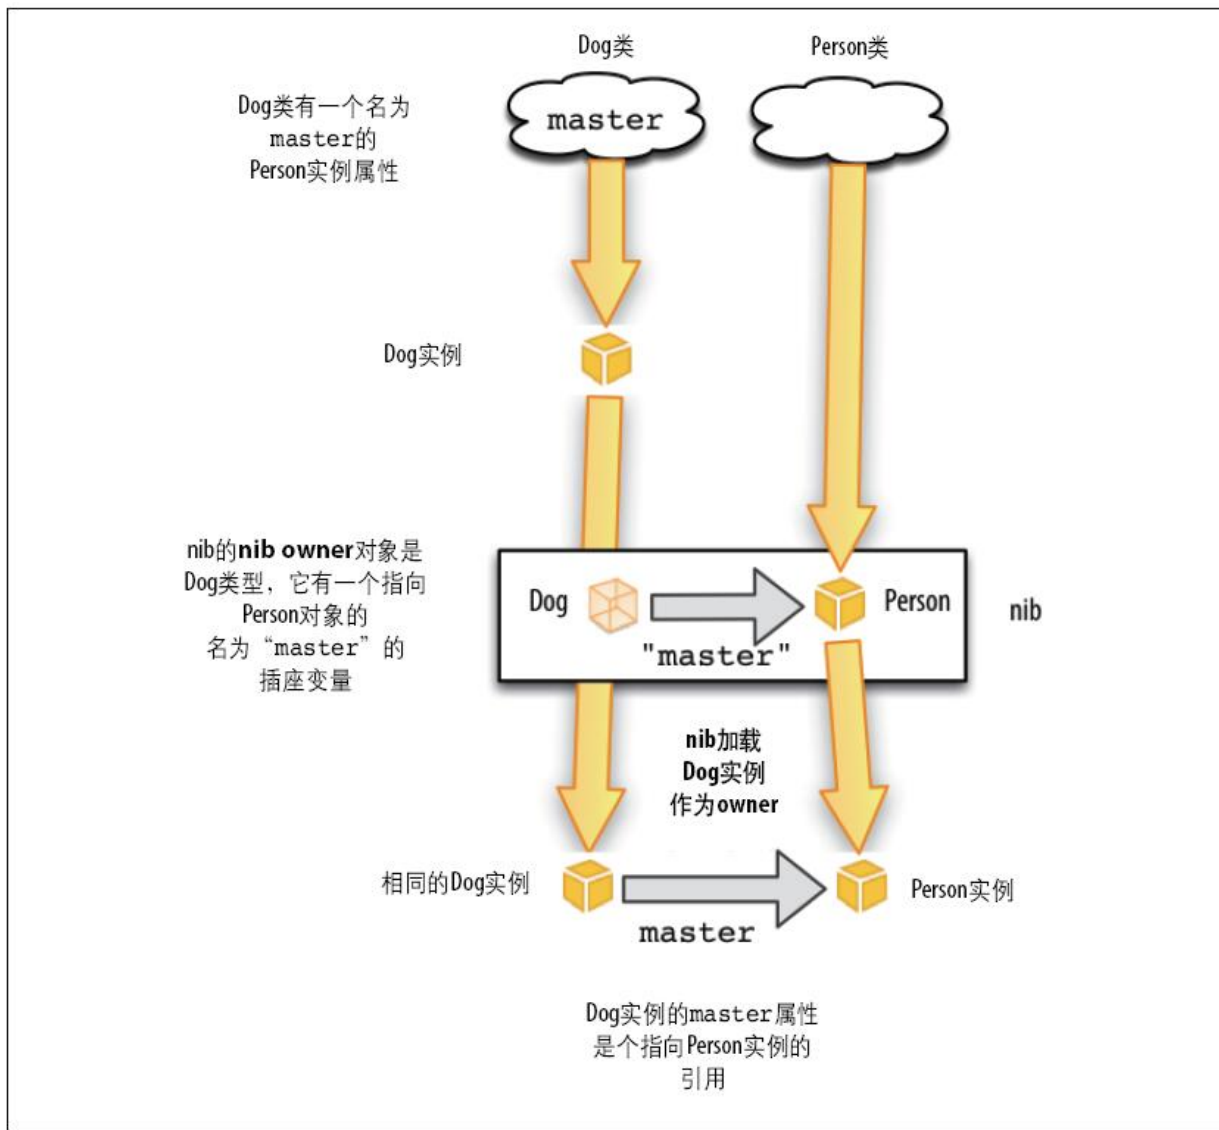 Dog类
Person类
Dog类有一个名为
master的
Person实例属性
master
Dog实例
nib的nib owner对象是
Dog类型，它有一个指向
Person对象的
名为“master”的
插座变量
Dog
Person
nib
"master"
nib加载
Dog实例
作为owner
相同的Dog实例
Person实例
master
Dog实例的master属性
是个指向Person实例的
引用